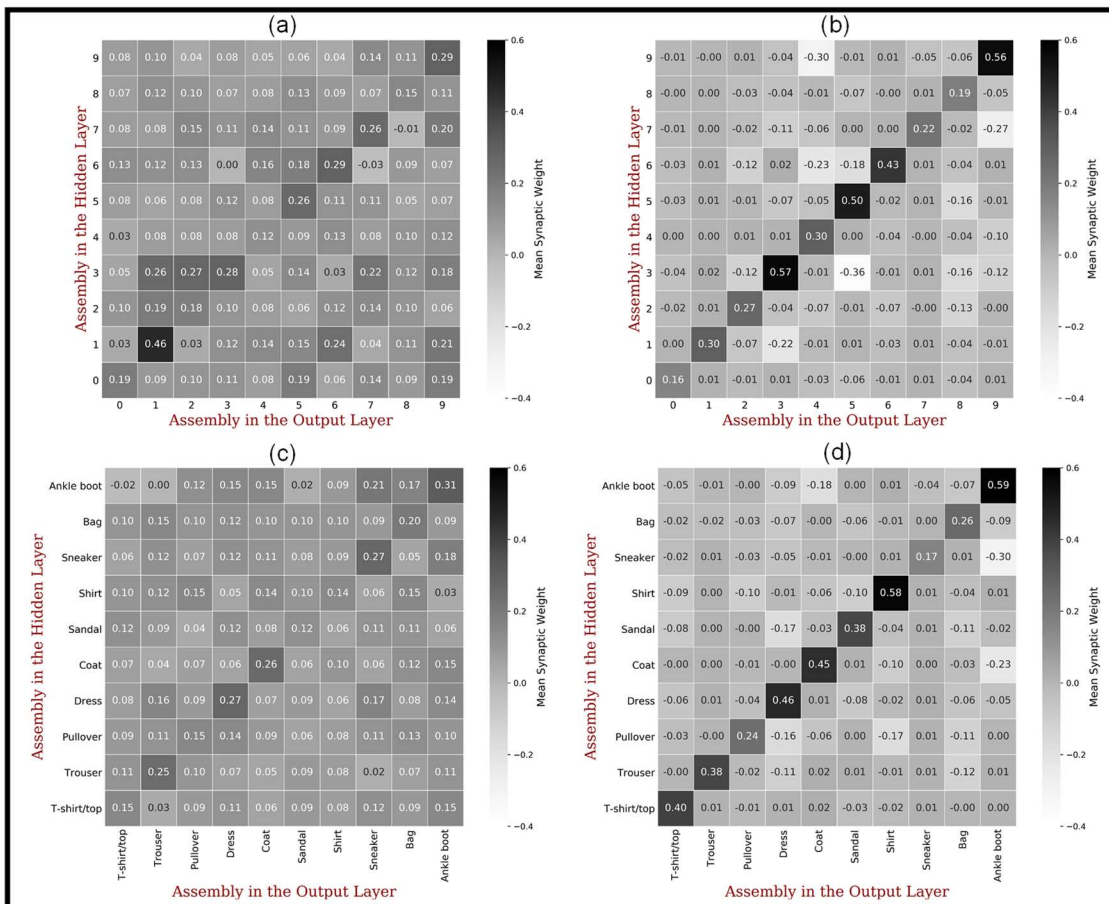 (a)
Assembly in the Hidden Layer
9 0.08 0.10 0.04 0.08 0.05 0.06 0.04 0.14 0.11 0.29
8 0.07 0.12 0.10 0.07 0.08 0.13 0.09 0.07 0.15 0.11
7 0.08 0.08 0.15 0.11 0.14 0.11 0.09 0.26 -0.01 0.20
6 0.13 0.12 0.13 0.00 0.16 0.18 0.29 -0.03 0.09 0.07
5 0.08 0.06 0.08 0.12 0.08 0.26 0.11 0.11 0.05 0.07
4 0.03 0.08 0.08 0.08 0.12 0.09 0.13 0.08 0.10 0.12
3 0.05 0.26 0.27 0.28 0.05 0.14 0.03 0.22 0.12 0.18
2 0.10 0.19 0.18 0.10 0.08 0.06 0.12 0.14 0.10 0.06
1 0.03 0.46 0.03 0.12 0.14 0.15 0.24 0.04 0.11 0.21
0 0.19 0.09 0.10 0.11 0.08 0.19 0.06 0.14 0.09 0.19
0 1 2 3 4 5 6 7 8 9
Assembly in the Output Layer
0.6
0.4
0.2
0.0
−0.2
−0.4
Mean Synaptic Weight
(b)
Assembly in the Hidden Layer
9 -0.01 -0.00 -0.01 -0.04 -0.30 -0.01 0.01 -0.05 -0.06 0.56
8 -0.00 0.00 -0.03 -0.04 -0.01 -0.07 -0.00 0.01 0.19 -0.05
7 -0.01 0.00 -0.02 -0.11 -0.06 0.00 0.00 0.22 -0.02 -0.27
6 -0.03 0.01 -0.12 0.02 -0.23 -0.18 0.43 0.01 -0.04 0.01
5 -0.03 0.01 -0.01 -0.07 -0.05 0.50 -0.02 0.01 -0.16 -0.01
4 0.00 0.00 0.01 -0.01 0.30 0.00 -0.04 -0.00 -0.04 -0.10
3 -0.04 0.02 -0.12 0.57 -0.01 -0.36 -0.01 0.01 -0.16 -0.12
2 -0.02 0.01 0.27 -0.04 -0.07 -0.01 -0.04 -0.01 -0.13 -0.00
1 0.00 0.30 -0.07 -0.22 -0.01 0.01 -0.01 -0.01 -0.04 -0.01
0 0.16 0.01 -0.01 0.01 -0.03 -0.06 -0.01 0.01 -0.04 0.01
0 1 2 3 4 5 6 7 8 9
Assembly in the Output Layer
0.6
0.4
0.2
0.0
−0.2
−0.4
Mean Synaptic Weight
(c)
Assembly in the Hidden Layer
Ankle boot -0.02 0.00 0.12 0.15 0.15 0.02 0.09 0.21 0.17 0.31
Bag 0.10 0.15 0.10 0.12 0.10 0.10 0.10 0.09 0.20 0.09
Sneaker 0.06 0.12 0.07 0.12 0.11 0.08 0.09 0.27 0.05 0.18
Shirt 0.10 0.12 0.15 0.05 0.14 0.10 0.14 0.06 0.15 0.03
Sandal 0.12 0.09 0.04 0.12 0.08 0.12 0.06 0.11 0.11 0.06
Coat 0.07 0.04 0.07 0.06 0.26 0.06 0.10 0.06 0.12 0.15
Dress 0.08 0.16 0.09 0.27 0.07 0.09 0.06 0.17 0.08 0.14
Pullover 0.09 0.11 0.15 0.14 0.09 0.06 0.08 0.11 0.13 0.10
Trouser 0.11 0.25 0.10 0.07 0.05 0.09 0.08 0.02 0.07 0.11
T-shirt/top 0.15 0.03 0.09 0.11 0.06 0.09 0.08 0.12 0.09 0.15
T-shirt/top Trouser Pullover Dress Coat Sandal Shirt Sneaker Bag Ankle boot
Assembly in the Output Layer
0.6
0.4
0.2
0.0
−0.2
−0.4
Mean Synaptic Weight
(d)
Assembly in the Hidden Layer
Ankle boot -0.05 -0.01 -0.00 -0.01 -0.18 0.00 0.01 -0.04 -0.07 0.59
Bag -0.02 -0.02 -0.03 -0.07 -0.00 -0.06 -0.01 0.00 0.26 -0.09
Sneaker -0.02 0.01 -0.03 -0.05 -0.01 -0.00 0.01 0.17 0.01 -0.30
Shirt -0.09 0.00 -0.10 -0.01 -0.06 -0.10 0.58 0.01 -0.04 0.01
Sandal -0.08 0.00 -0.00 -0.17 -0.03 0.38 -0.04 0.01 -0.11 -0.02
Coat -0.00 0.01 -0.01 -0.00 0.45 0.01 -0.10 -0.00 -0.03 -0.23
Dress -0.06 0.01 -0.04 0.46 0.01 -0.08 -0.02 0.01 -0.06 -0.05
Pullover -0.03 -0.00 0.24 -0.16 -0.06 0.00 -0.17 0.01 -0.11 0.00
Trouser -0.00 0.38 -0.02 -0.11 0.02 0.01 -0.01 0.01 -0.12 0.01
T-shirt/top 0.40 0.01 -0.01 0.01 0.02 -0.03 -0.02 0.01 -0.00 0.00
T-shirt/top Trouser Pullover Dress Coat Sandal Shirt Sneaker Bag Ankle boot
Assembly in the Output Layer
0.6
0.4
0.2
0.0
−0.2
−0.4
Mean Synaptic Weight